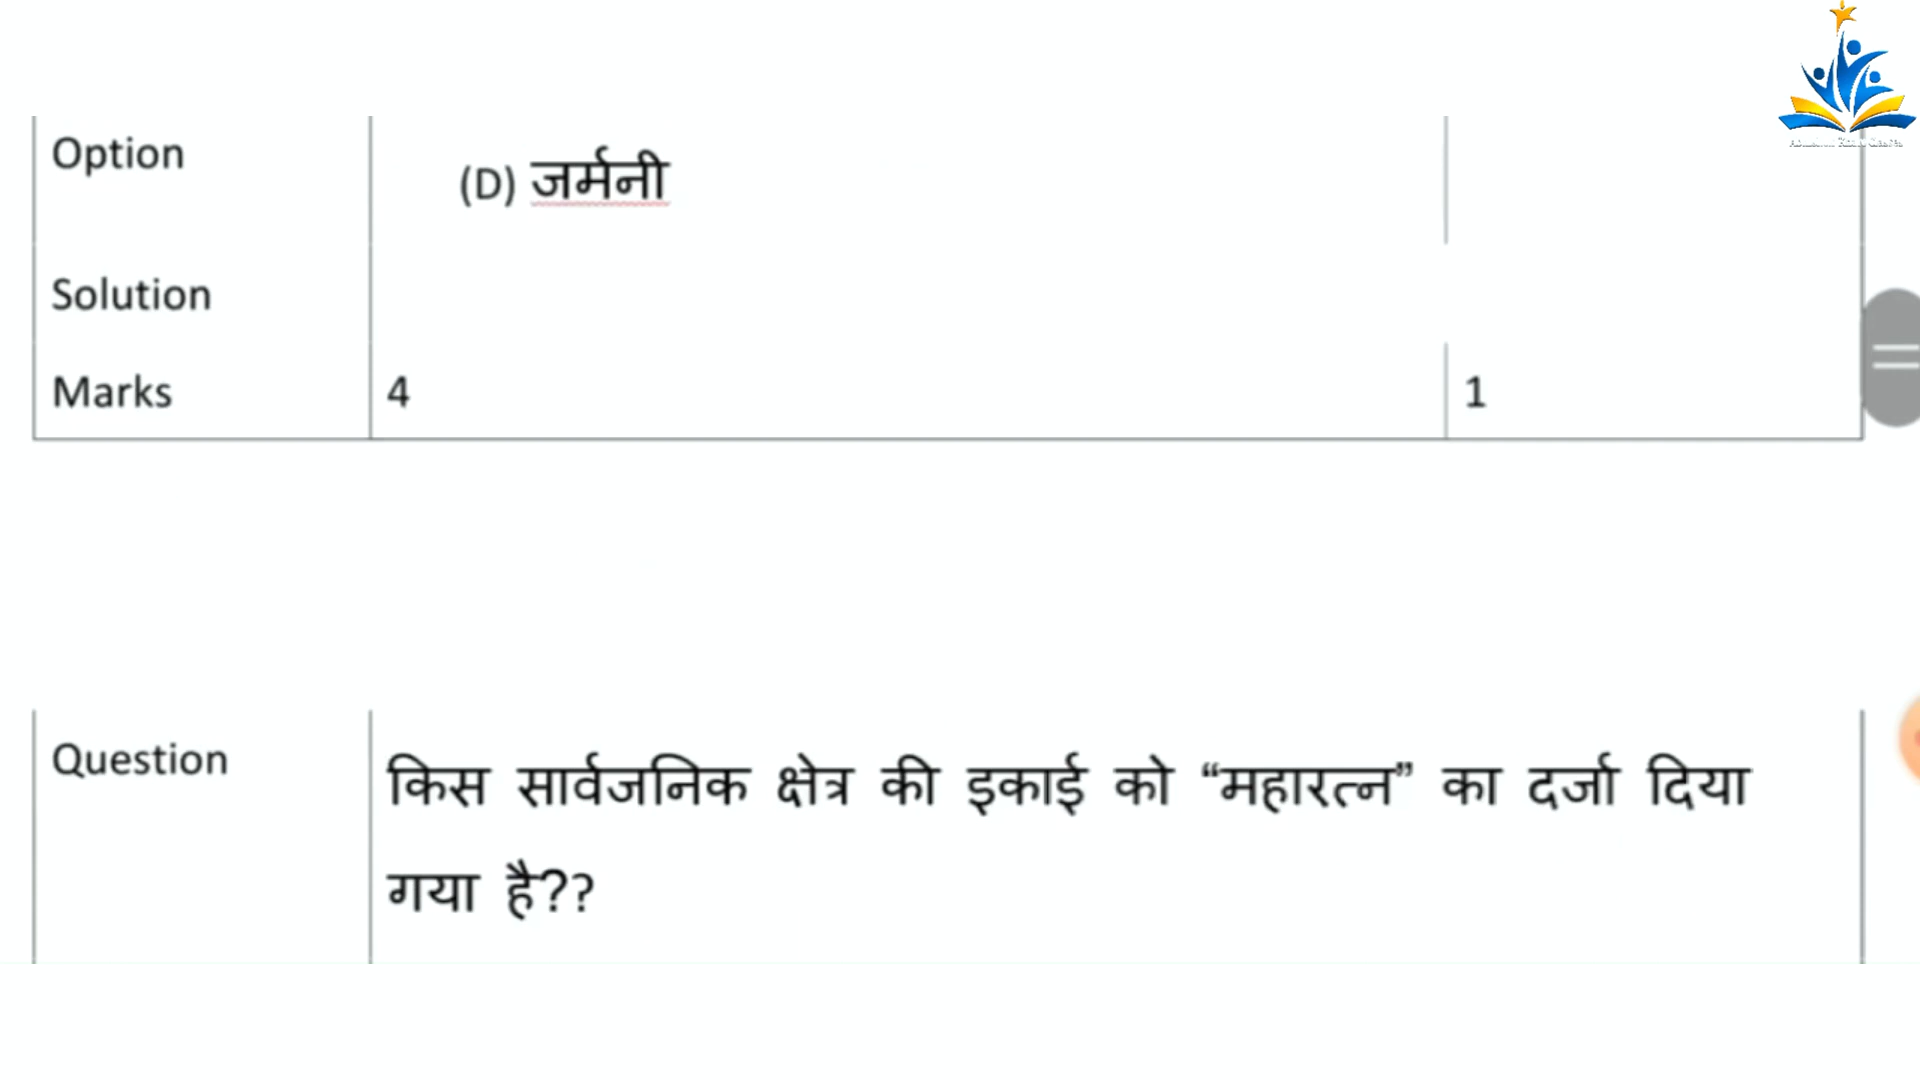 Option
(D) जर्मनी
Solution
Marks 4 1
Question
किस सार्वजनिक क्षेत्र की इकाई को “महारत्न” का दर्जा दिया
गया है??